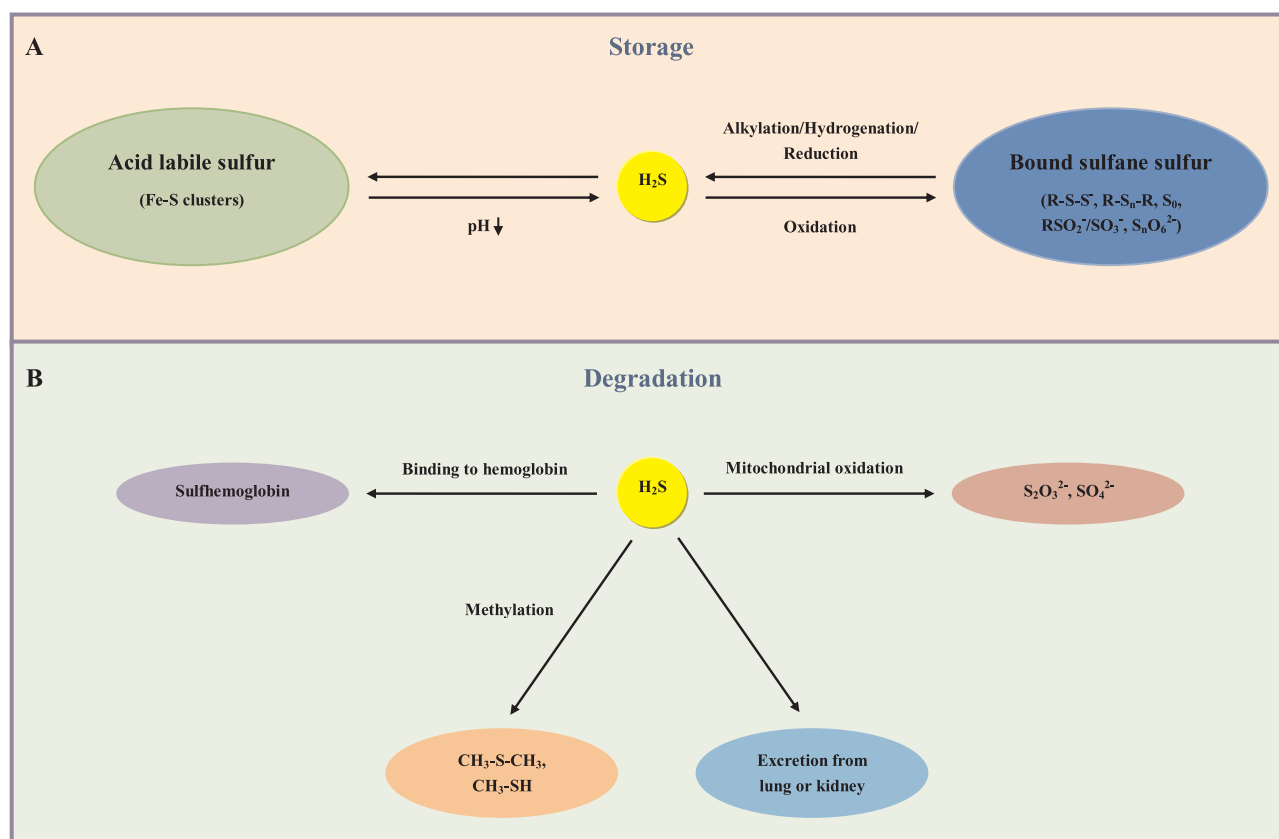 A
Storage
Acid labile sulfur
(Fe-S clusters)
pH↓
H₂S
Alkylation/Hydrogenation/
Reduction
Oxidation
Bound sulfane sulfur
(R-S-S⁻, R-Sₙ-R, S₀,
RSO₂⁻/SO₃⁻, SₙO₆²⁻)
B
Degradation
Sulfhemoglobin
Binding to hemoglobin
H₂S
Mitochondrial oxidation
S₂O₃²⁻, SO₄²⁻
Methylation
CH₃-S-CH₃,
CH₃-SH
Excretion from
lung or kidney